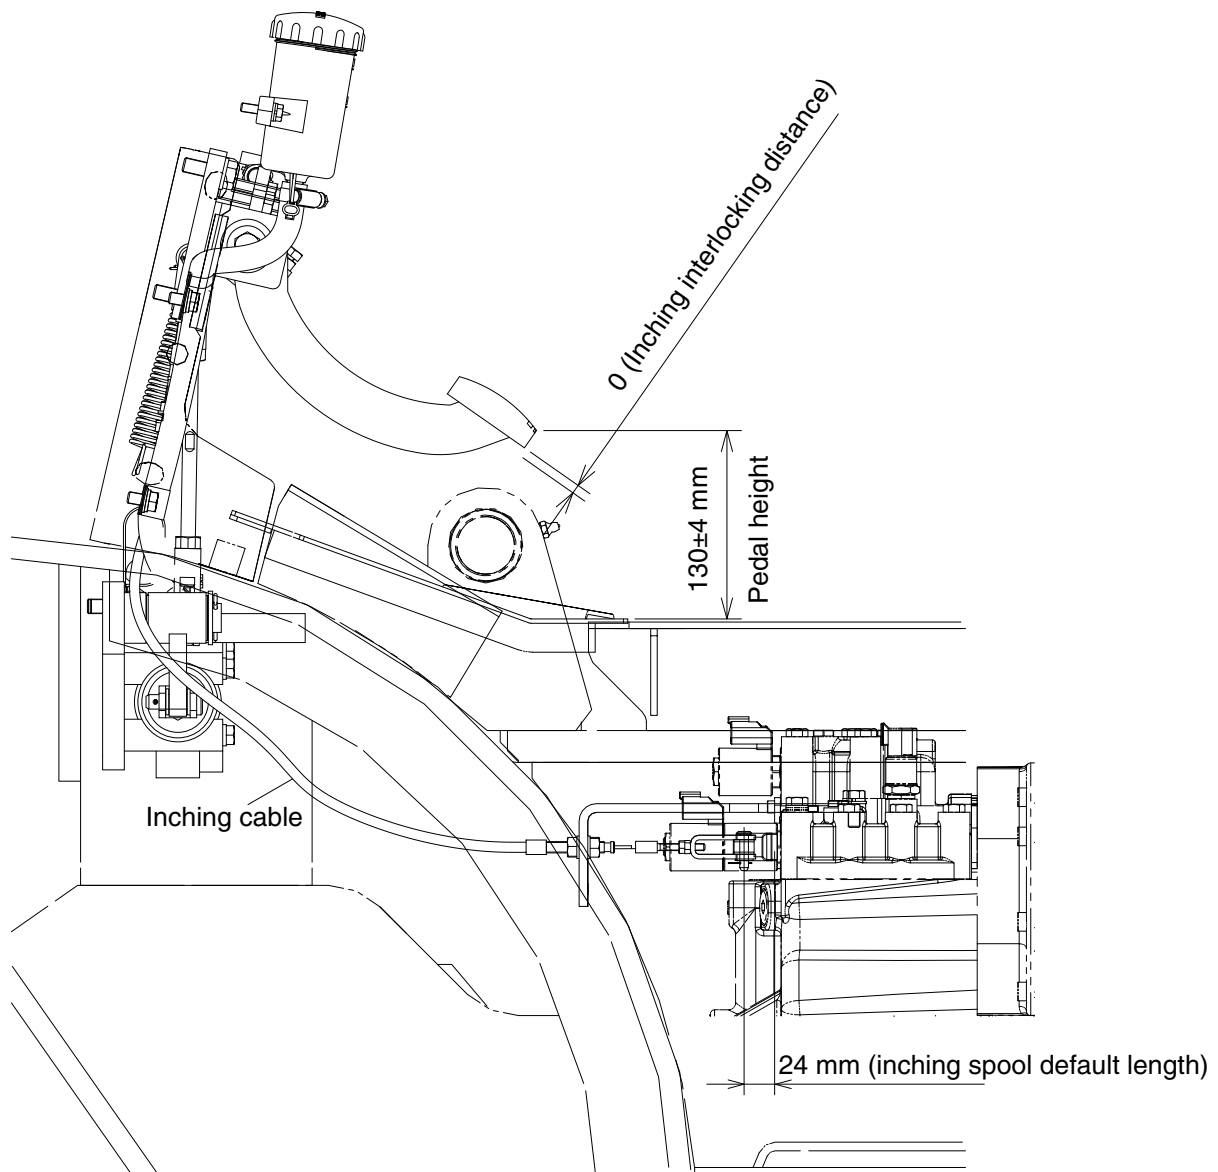 0 (Inching interlocking distance)
130±4 mm
Pedal height
Inching cable
24 mm (inching spool default length)